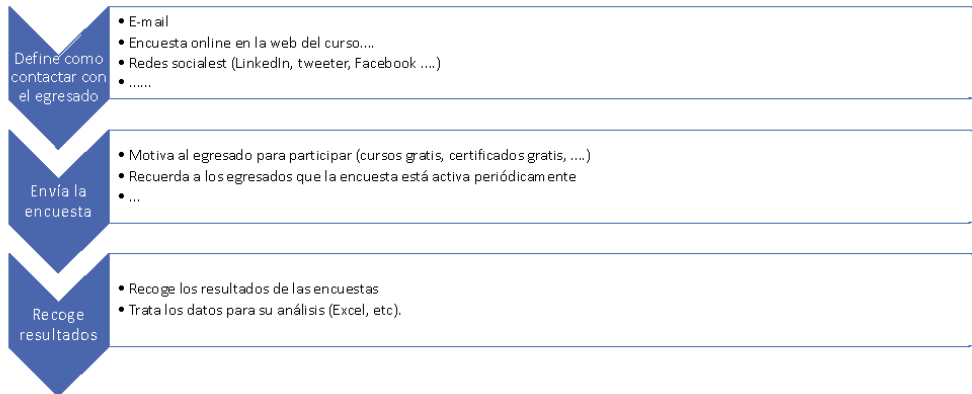 Define como
contactar con
el egresado
• E-mail
• Encuesta online en la web del curso....
• Redes socialest (LinkedIn, tweeter, Facebook ....)
• ......
Envía la
encuesta
• Motiva al egresado para participar (cursos gratis, certificados gratis, ....)
• Recuerda a los egresados que la encuesta está activa periódicamente
• ...
Recoge
resultados
• Recoge los resultados de las encuestas
• Trata los datos para su análisis (Excel, etc).